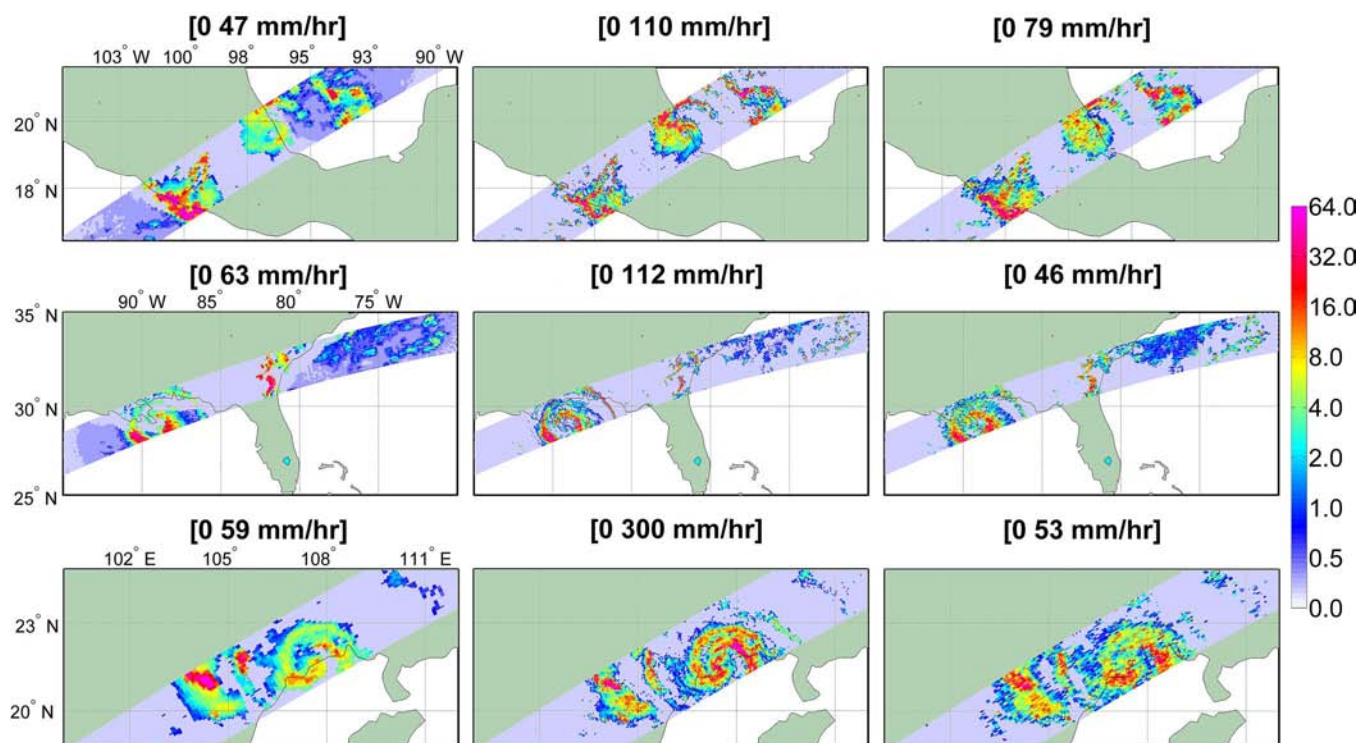 [0 47 mm/hr] [0 110 mm/hr] [0 79 mm/hr]
103° W 100° 98° 95° 93° 90° W
20° N
18° N
[0 63 mm/hr] [0 112 mm/hr] [0 46 mm/hr]
90° W 85° 80° 75° W
35° N
30° N
25° N
[0 59 mm/hr] [0 300 mm/hr] [0 53 mm/hr]
102° E 105° 108° 111° E
23° N
20° N
64.0
32.0
16.0
8.0
4.0
2.0
1.0
0.5
0.0